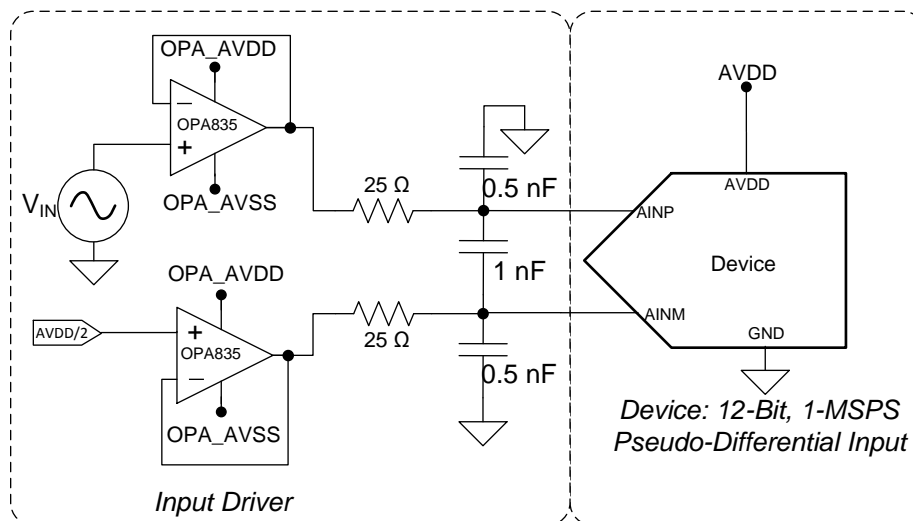 OPA_AVDD
−
OPA835
+
OPA_AVSS
VIN
25 Ω
0.5 nF
AINP
1 nF
AVDD
AVDD
Device
AINM
GND
OPA_AVDD
AVDD/2
+
OPA835
−
25 Ω
0.5 nF
OPA_AVSS
Input Driver
Device: 12-Bit, 1-MSPS
Pseudo-Differential Input